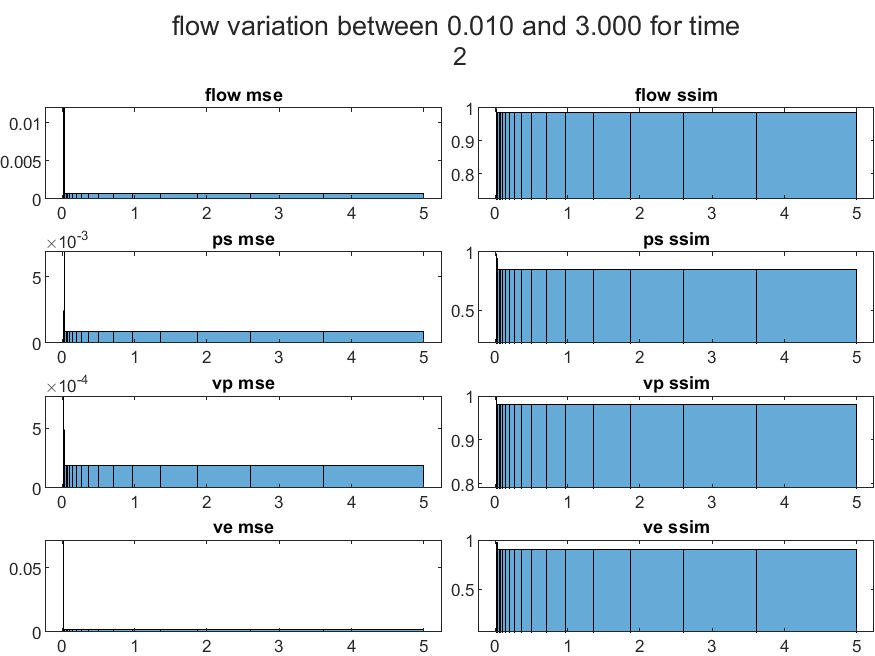 flow variation between 0.010 and 3.000 for time
2
flow mse
0.01
0.005
0
0 1 2 3 4 5
flow ssim
1
0.9
0.8
0 1 2 3 4 5
ps mse
×10-3
5
0
0 1 2 3 4 5
ps ssim
1
0.5
0 1 2 3 4 5
vp mse
×10-4
5
0
0 1 2 3 4 5
vp ssim
1
0.9
0.8
0 1 2 3 4 5
ve mse
0.05
0
0 1 2 3 4 5
ve ssim
1
0.5
0 1 2 3 4 5